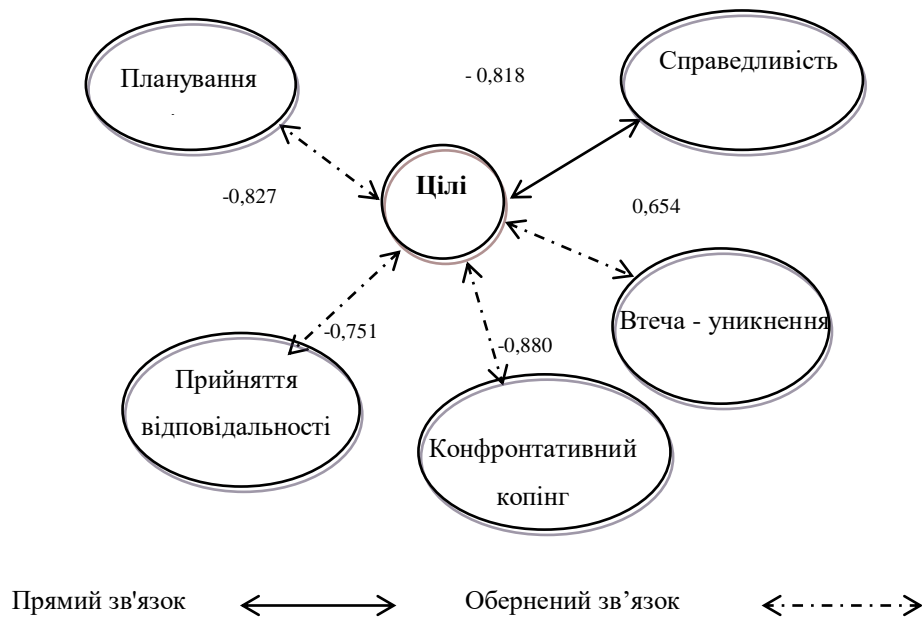 Планування
- 0,818
Справедливість
Цілі
-0,827
0,654
Втеча - уникнення
-0,751
-0,880
Прийняття
відповідальності
Конфронтативний
копінг
Прямий зв'язок
Обернений зв’язок